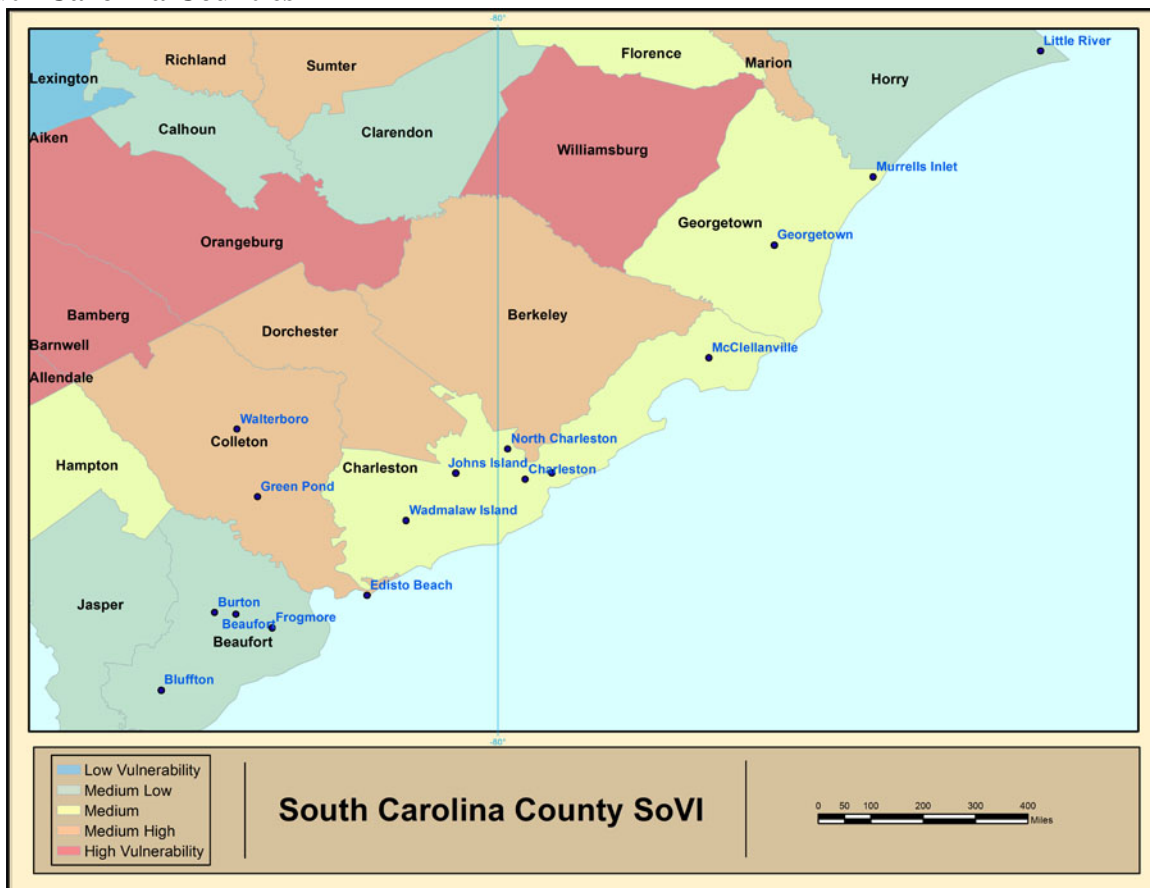 -80°
Little River
Florence
Richland
Sumter
Marion
Lexington
Horry
Calhoun
Clarendon
Aiken
Williamsburg
Murrells Inlet
Georgetown
Georgetown
Orangeburg
Bamberg
Berkeley
Dorchester
Barnwell
McClellanville
Allendale
Walterboro
Colleton
North Charleston
Hampton
Charleston
Johns Island
Charleston
Green Pond
Wadmalaw Island
Edisto Beach
Jasper
Burton
Frogmore
Beaufort
Beaufort
Bluffton
-80°
Low Vulnerability
Medium Low
Medium
Medium High
High Vulnerability
South Carolina County SoVI
0 50 100 200 300 400
Miles